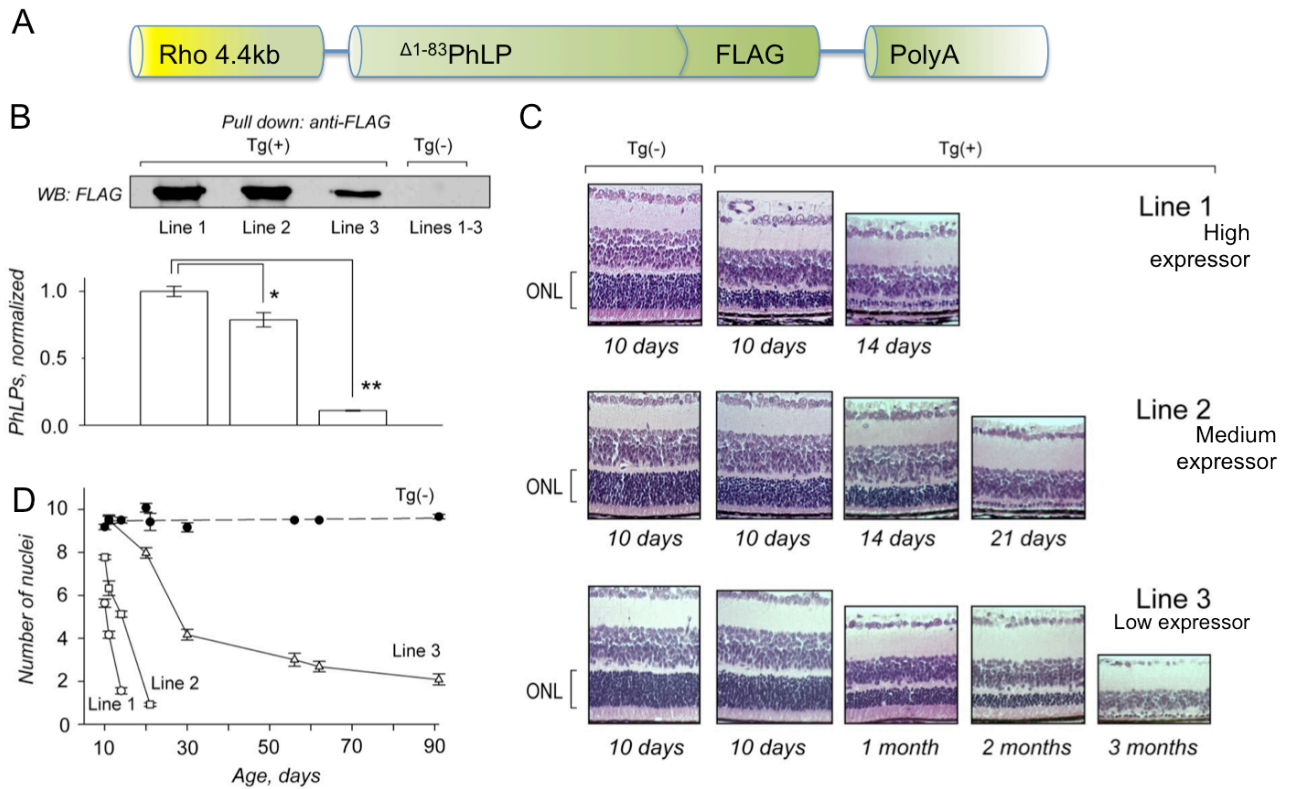 A
Rho 4.4kb
Δ1-83PhLP
FLAG
PolyA
B
Pull down: anti-FLAG
Tg(+)
Tg(-)
WB: FLAG
Line 1
Line 2
Line 3
Lines 1-3
PhLPs, normalized
1.0
0.5
0.0
*
**
C
Tg(-)
Tg(+)
ONL
10 days
10 days
14 days
Line 1
High
expressor
ONL
10 days
10 days
14 days
21 days
Line 2
Medium
expressor
ONL
10 days
10 days
1 month
2 months
3 months
Line 3
Low expressor
D
Number of nuclei
10
8
6
4
2
0
Tg(-)
Line 3
Line 2
Line 1
10
30
50
70
90
Age, days